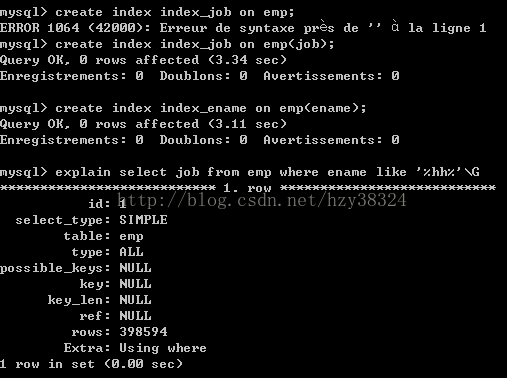 mysql> create index index_job on emp;
ERROR 1064 (42000): Erreur de syntaxe près de '' à la ligne 1
mysql> create index index_job on emp(job);
Query OK, 0 rows affected (3.34 sec)
Enregistrements: 0  Doublons: 0  Avertissements: 0
mysql> create index index_ename on emp(ename);
Query OK, 0 rows affected (3.11 sec)
Enregistrements: 0  Doublons: 0  Avertissements: 0
mysql> explain select job from emp where ename like '%hh%'\G
*************************** 1. row ***************************
http://blog.csdn.net/hzy38324
id: 1
select_type: SIMPLE
table: emp
type: ALL
possible_keys: NULL
key: NULL
key_len: NULL
ref: NULL
rows: 398594
Extra: Using where
1 row in set (0.00 sec)